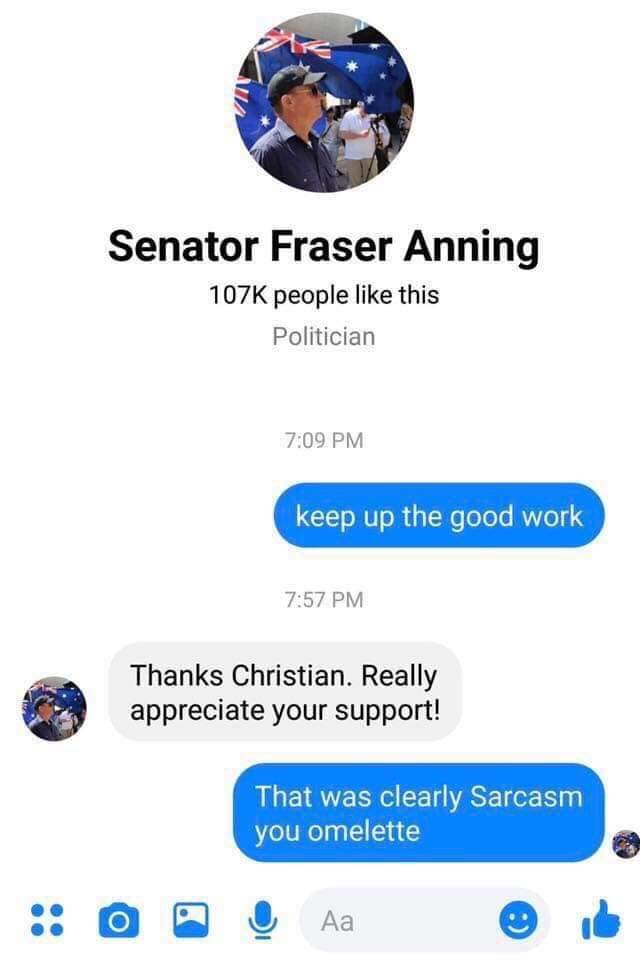 Senator Fraser Anning
107K people like this
Politician
7:09 PM
keep up the good work
7:57 PM
Thanks Christian. Really
appreciate your support!
That was clearly Sarcasm
you omelette
Aa